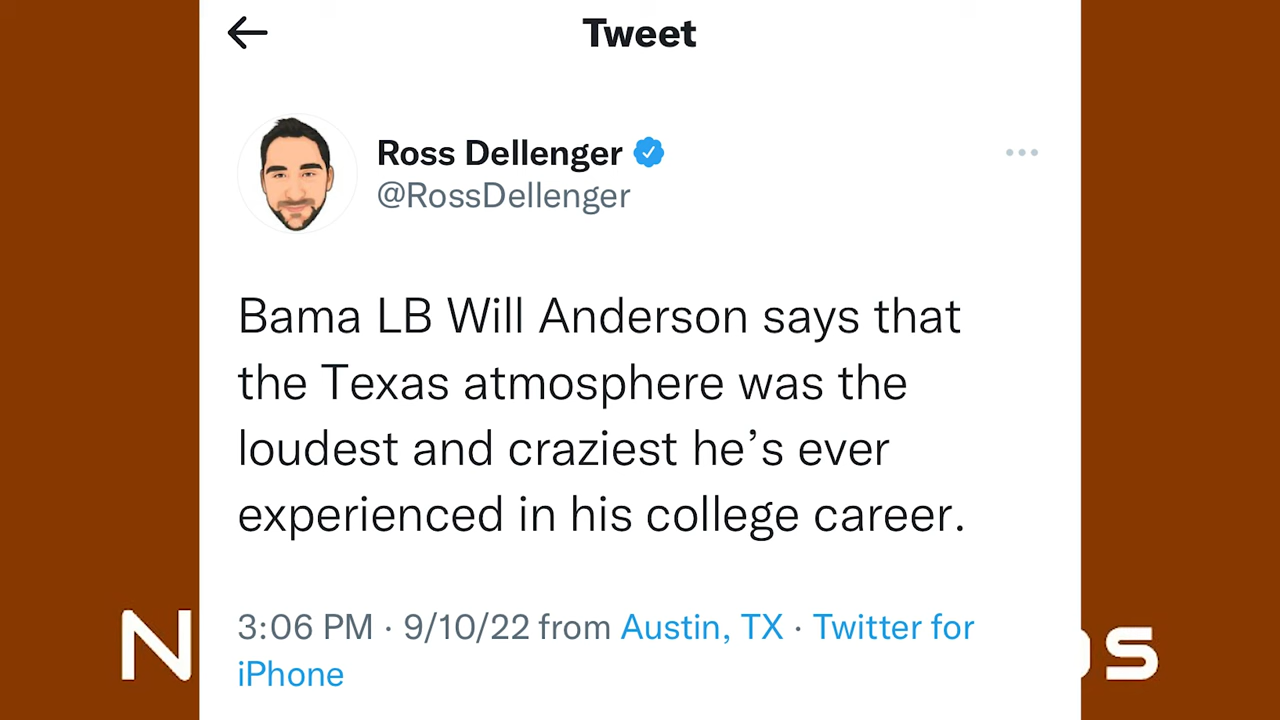 Tweet
Ross Dellenger
@RossDellenger
Bama LB Will Anderson says that
the Texas atmosphere was the
loudest and craziest he’s ever
experienced in his college career.
3:06 PM · 9/10/22 from Austin, TX · Twitter for
iPhone